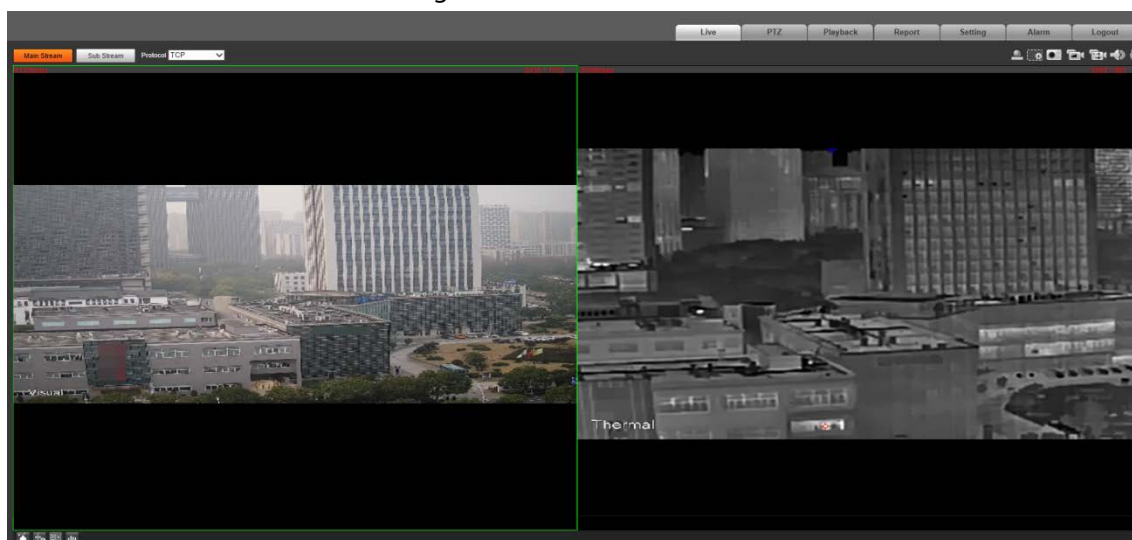 Live PTZ Playback Report Setting Alarm Logout
Main Stream Sub Stream Protocol TCP
Visual
Thermal